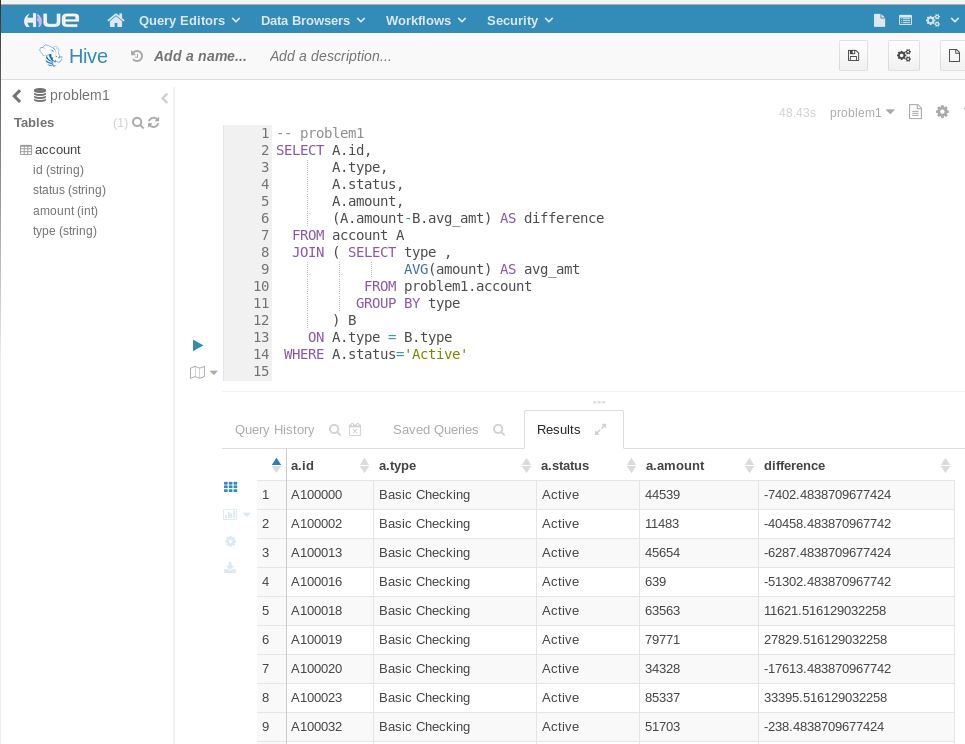 HUE Query Editors Data Browsers Workflows Security
Hive Add a name... Add a description...
problem1
Tables (1)
account
id (string)
status (string)
amount (int)
type (string)
48.43s problem1
1 -- problem1
2 SELECT A.id,
3 A.type,
4 A.status,
5 A.amount,
6 (A.amount-B.avg_amt) AS difference
7 FROM account A
8 JOIN ( SELECT type ,
9 AVG(amount) AS avg_amt
10 FROM problem1.account
11 GROUP BY type
12 ) B
13 ON A.type = B.type
14 WHERE A.status='Active'
15
Query History Saved Queries Results
a.id a.type a.status a.amount difference
1 A100000 Basic Checking Active 44539 -7402.4838709677424
2 A100002 Basic Checking Active 11483 -40458.483870967742
3 A100013 Basic Checking Active 45654 -6287.4838709677424
4 A100016 Basic Checking Active 639 -51302.483870967742
5 A100018 Basic Checking Active 63563 11621.516129032258
6 A100019 Basic Checking Active 79771 27829.516129032258
7 A100020 Basic Checking Active 34328 -17613.483870967742
8 A100023 Basic Checking Active 85337 33395.516129032258
9 A100032 Basic Checking Active 51703 -238.4838709677424